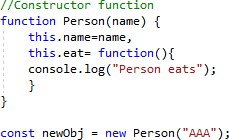 //Constructor function
function Person(name) {
this.name=name,
this.eat= function(){
console.log("Person eats");
}
}
const newObj = new Person("AAA");